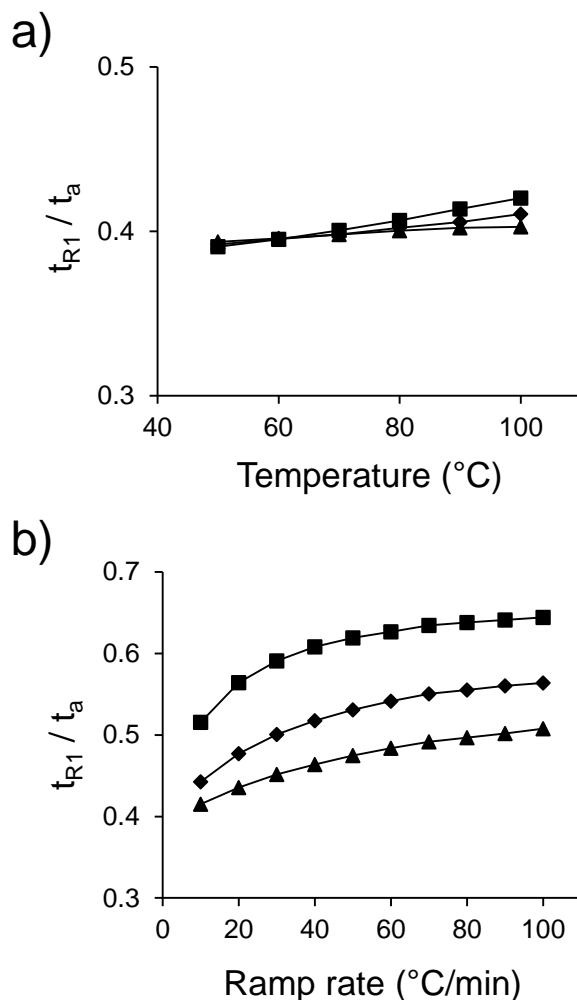 a)
0.5
0.4
0.3
t_R1 / t_a
40 60 80 100
Temperature (°C)
b)
0.7
0.6
0.5
0.4
0.3
t_R1 / t_a
0 20 40 60 80 100
Ramp rate (°C/min)